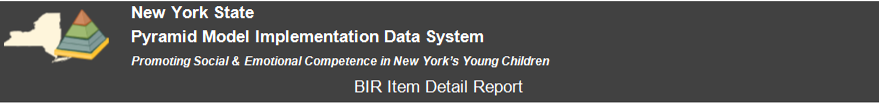 New York State
Pyramid Model Implementation Data System
Promoting Social & Emotional Competence in New York's Young Children
BIR Item Detail Report